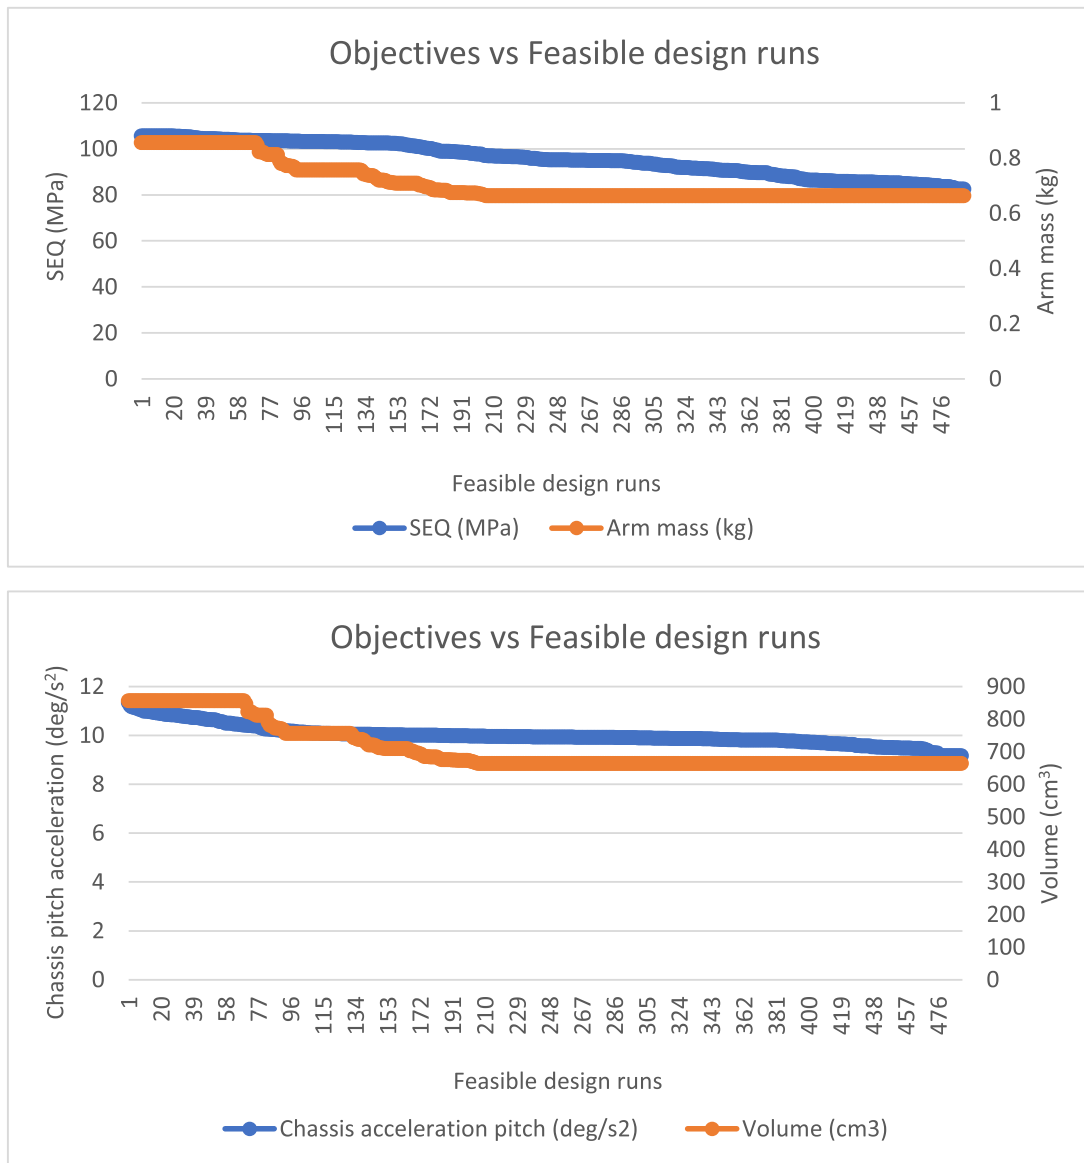 Objectives vs Feasible design runs
120
100
80
60
40
20
0
SEQ (MPa)
1
0.8
0.6
0.4
0.2
0
Arm mass (kg)
1 20 39 58 77 96 115 134 153 172 191 210 229 248 267 286 305 324 343 362 381 400 419 438 457 476
Feasible design runs
SEQ (MPa) Arm mass (kg)
Objectives vs Feasible design runs
12
10
8
6
4
2
0
Chassis pitch acceleration (deg/s²)
900
800
700
600
500
400
300
200
100
0
Volume (cm³)
1 20 39 58 77 96 115 134 153 172 191 210 229 248 267 286 305 324 343 362 381 400 419 438 457 476
Feasible design runs
Chassis acceleration pitch (deg/s2) Volume (cm3)